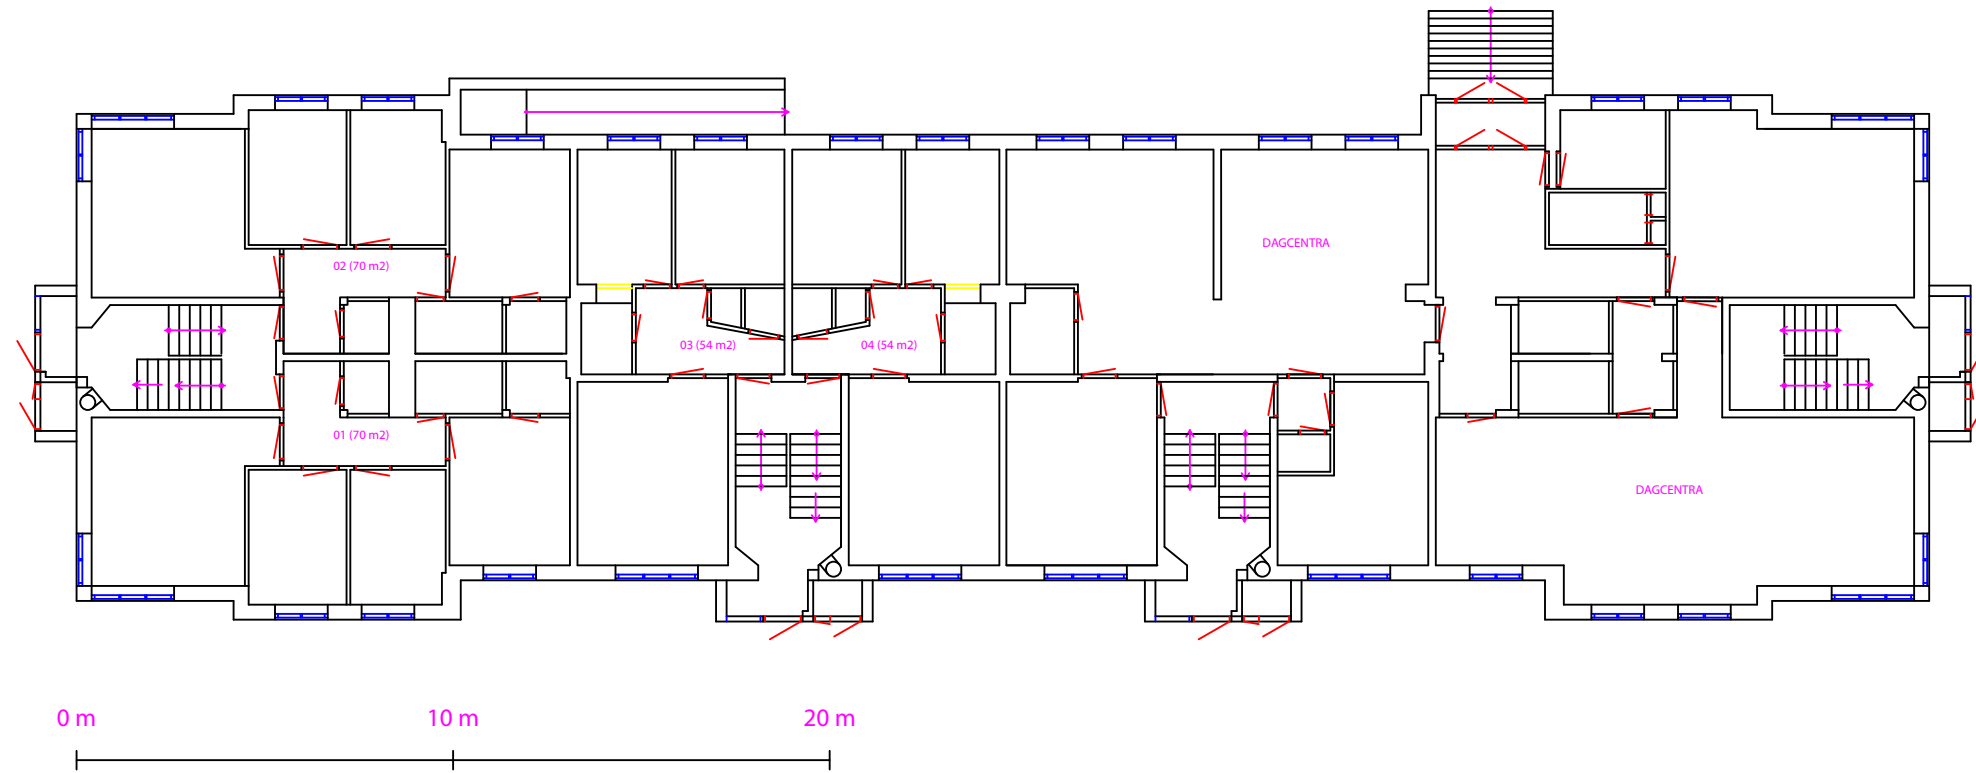 DAGCENTRA
02 (70 m2)
03 (54 m2)
04 (54 m2)
01 (70 m2)
DAGCENTRA
0 m
10 m
20 m